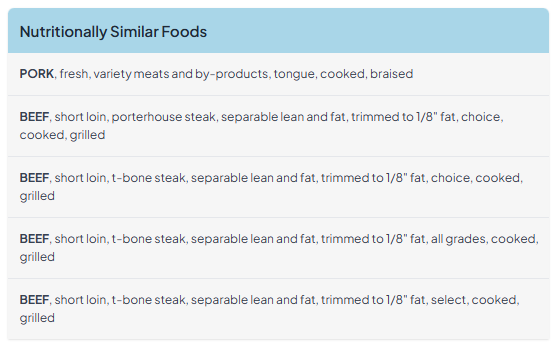 Nutritionally Similar Foods
PORK, fresh, variety meats and by-products, tongue, cooked, braised
BEEF, short loin, porterhouse steak, separable lean and fat, trimmed to 1/8" fat, choice,
cooked, grilled
BEEF, short loin, t-bone steak, separable lean and fat, trimmed to 1/8" fat, choice, cooked,
grilled
BEEF, short loin, t-bone steak, separable lean and fat, trimmed to 1/8" fat, all grades, cooked,
grilled
BEEF, short loin, t-bone steak, separable lean and fat, trimmed to 1/8" fat, select, cooked,
grilled